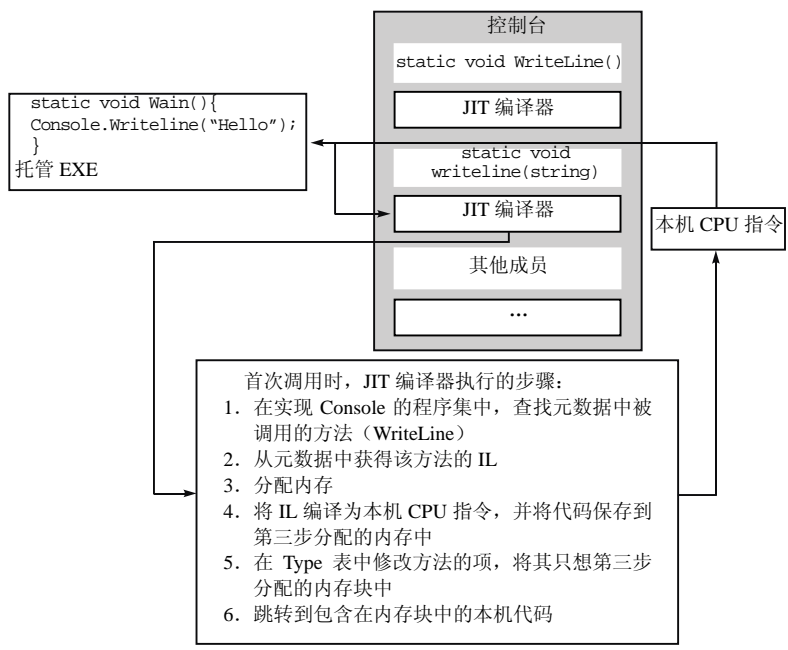 控制台
static void WriteLine()
JIT 编译器
static void Wain(){
Console.Writeline(“Hello”);
}
托管 EXE
static void
writeline(string)
JIT 编译器
本机 CPU 指令
其他成员
…
首次凋用时，JIT 编译器执行的步骤：
1．在实现 Console 的程序集中，查找元数据中被
调用的方法（WriteLine）
2．从元数据中获得该方法的 IL
3．分配内存
4．将 IL 编译为本机 CPU 指令，并将代码保存到
第三步分配的内存中
5．在 Type 表中修改方法的项，将其只想第三步
分配的内存块中
6．跳转到包含在内存块中的本机代码